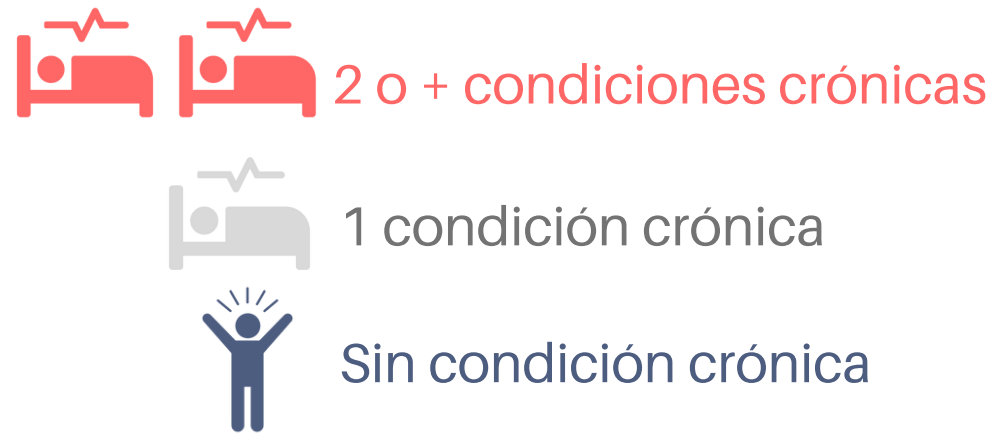 2 o + condiciones crónicas
1 condición crónica
Sin condición crónica